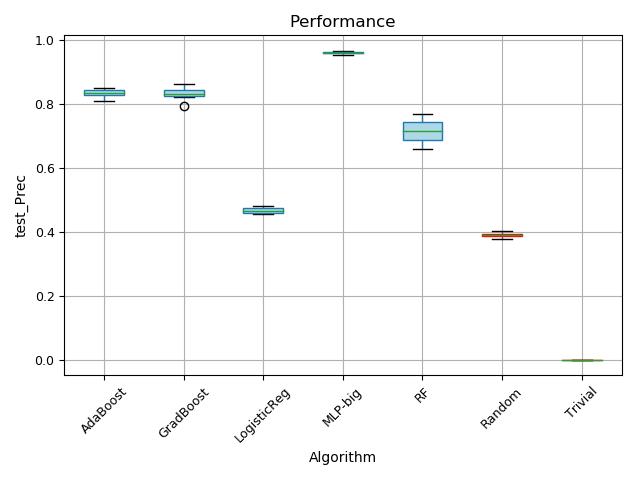 Performance
1.0
0.8
0.6
0.4
0.2
0.0
test_Prec
AdaBoost
GradBoost
LogisticReg
MLP-big
RF
Random
Trivial
Algorithm